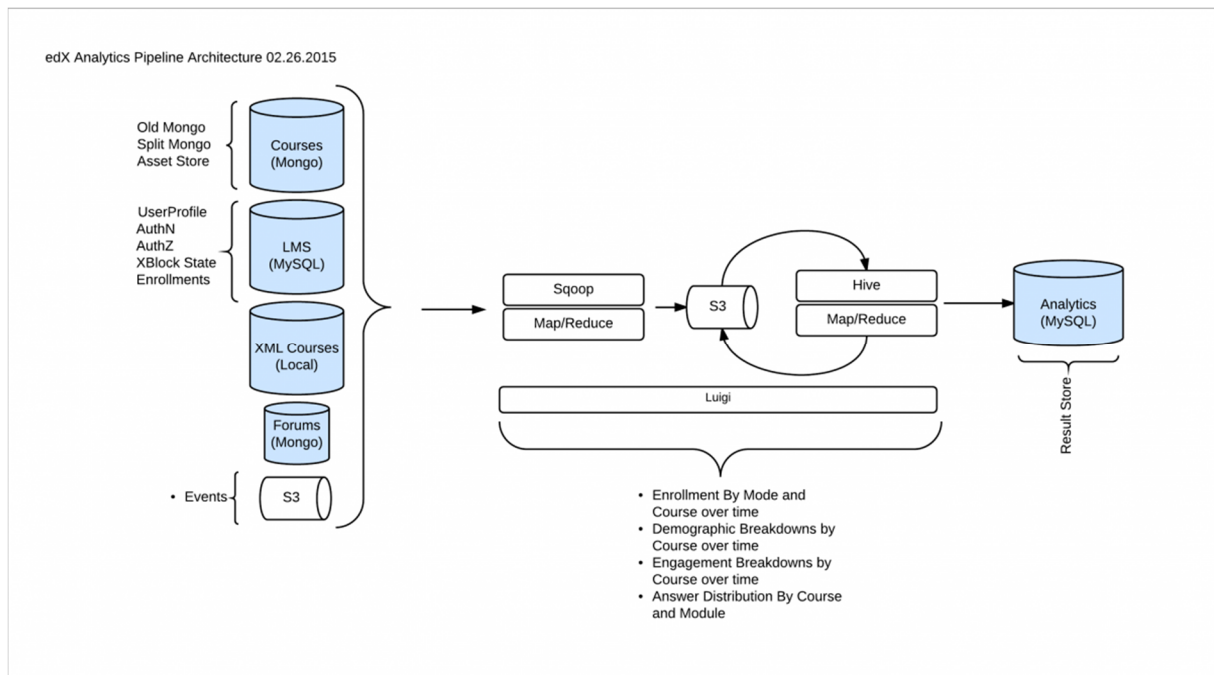 edX Analytics Pipeline Architecture 02.26.2015
Old Mongo
Split Mongo
Asset Store
Courses
(Mongo)
UserProfile
AuthN
AuthZ
XBlock State
Enrollments
LMS
(MySQL)
XML Courses
(Local)
Forums
(Mongo)
• Events
S3
Sqoop
Map/Reduce
S3
Hive
Map/Reduce
Analytics
(MySQL)
Result Store
Luigi
• Enrollment By Mode and
Course over time
• Demographic Breakdowns by
Course over time
• Engagement Breakdowns by
Course over time
• Answer Distribution By Course
and Module